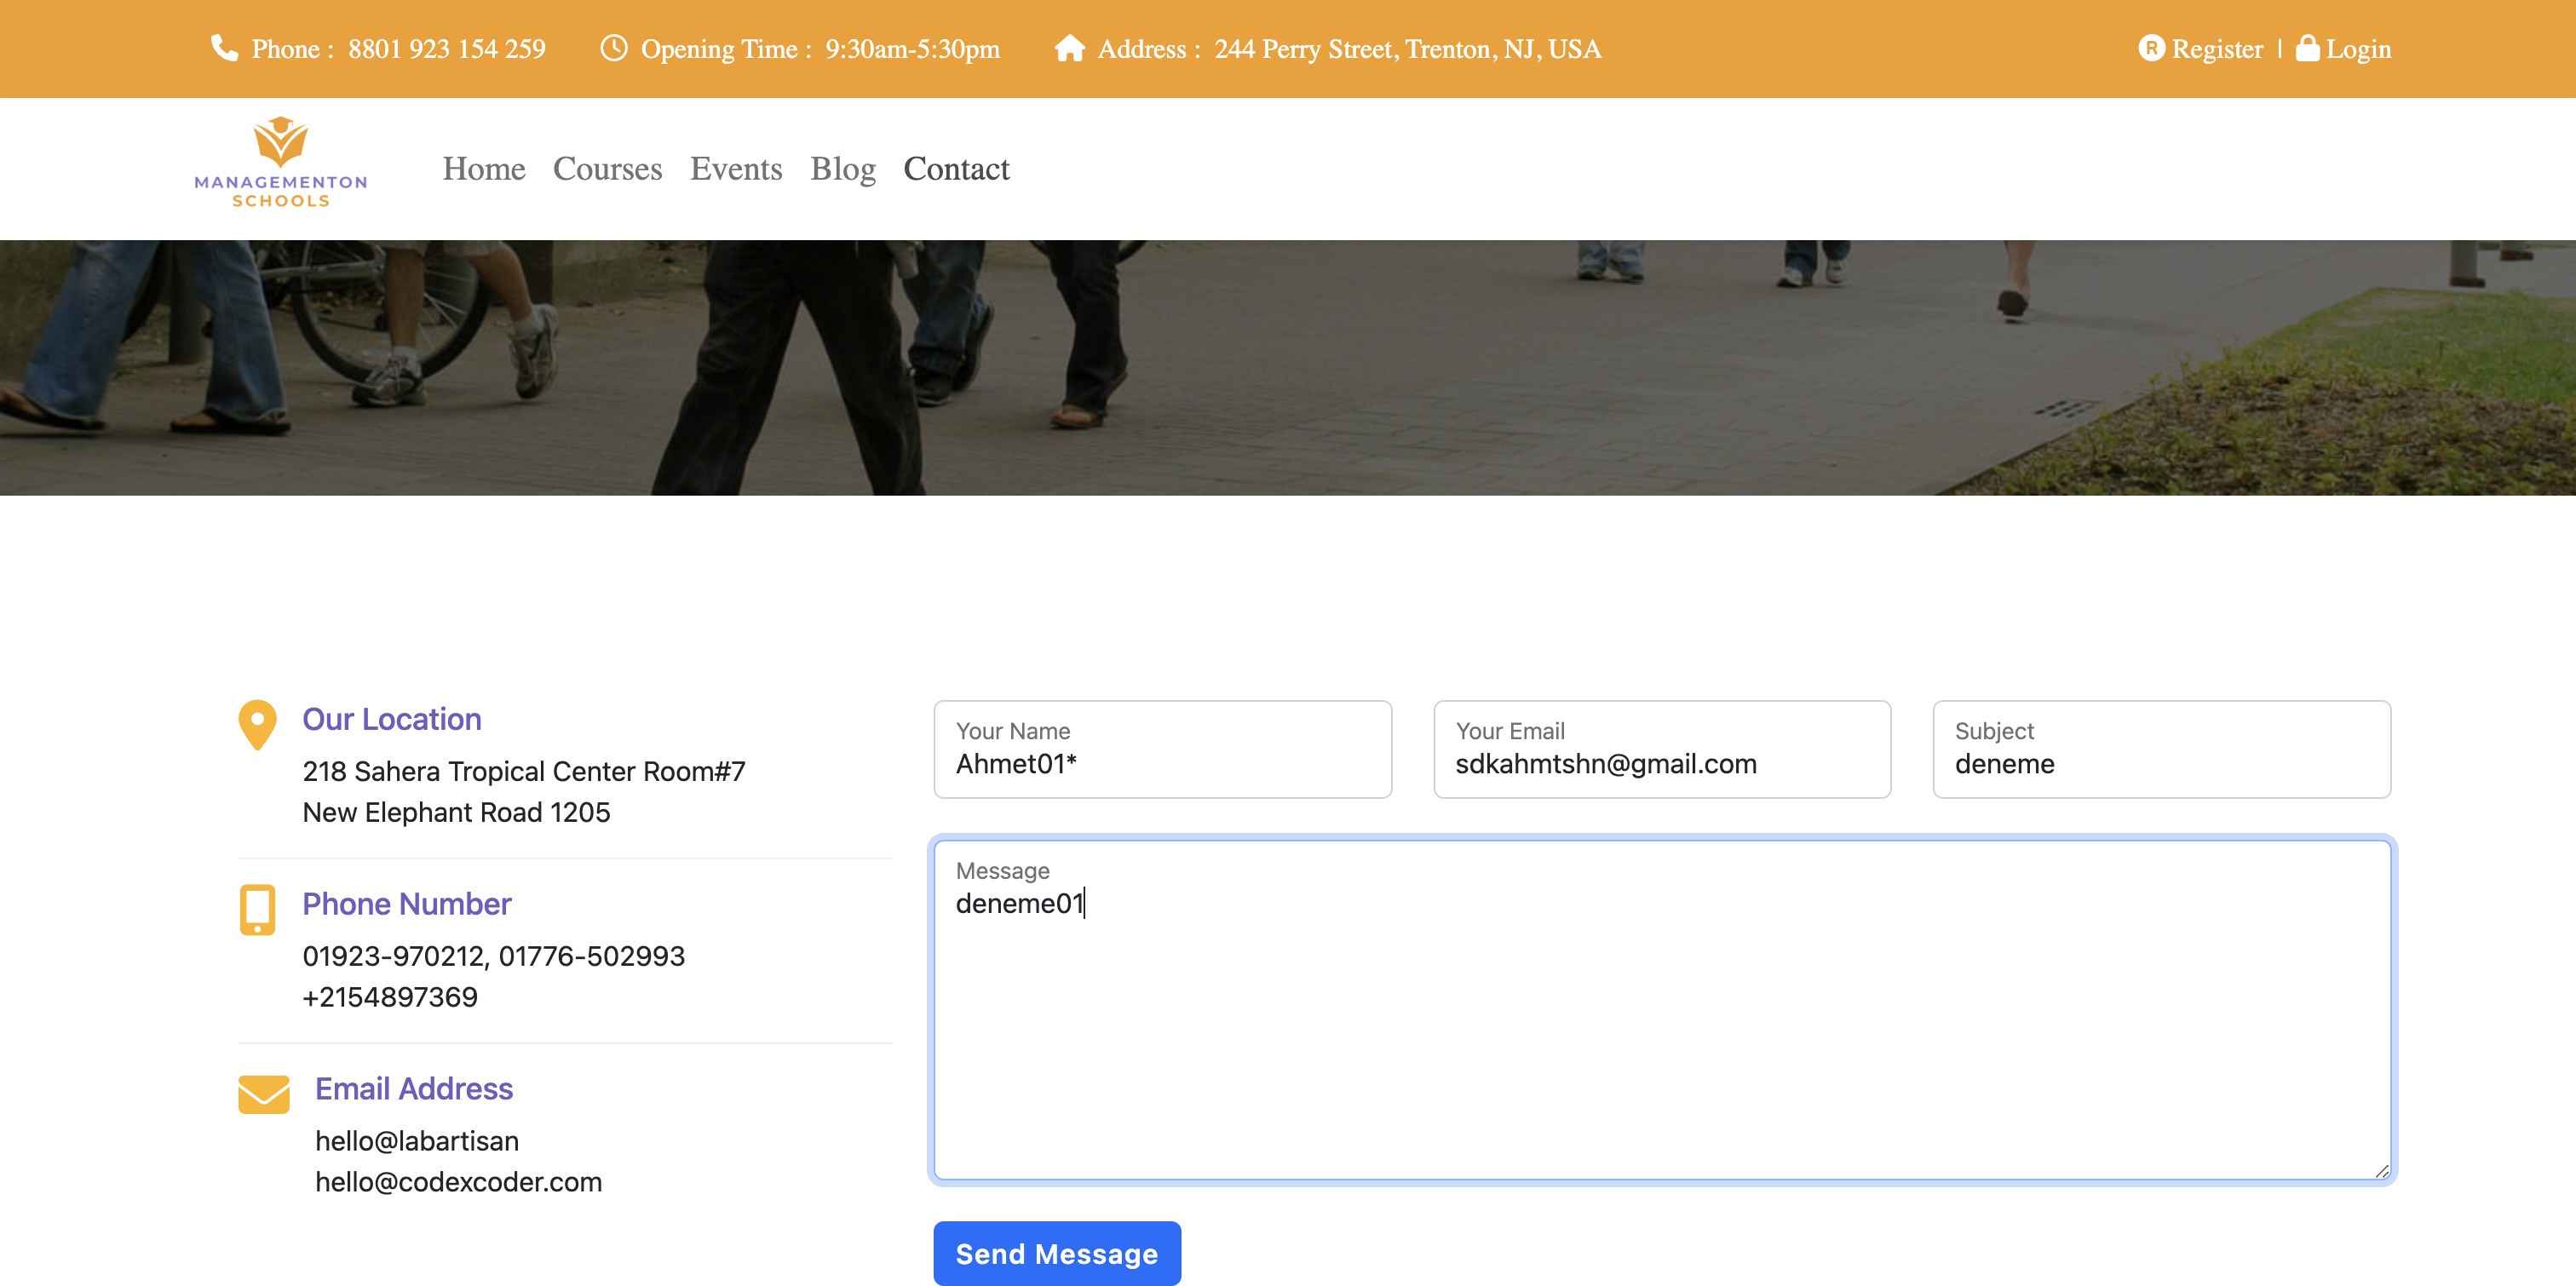 Phone : 8801 923 154 259 Opening Time : 9:30am-5:30pm Address : 244 Perry Street, Trenton, NJ, USA Register | Login
MANAGEMENTON
SCHOOLS
Home Courses Events Blog Contact
Our Location
218 Sahera Tropical Center Room#7
New Elephant Road 1205
Phone Number
01923-970212, 01776-502993
+2154897369
Email Address
hello@labartisan
hello@codexcoder.com
Your Name
Ahmet01*
Your Email
sdkahmtshn@gmail.com
Subject
deneme
Message
deneme01
Send Message